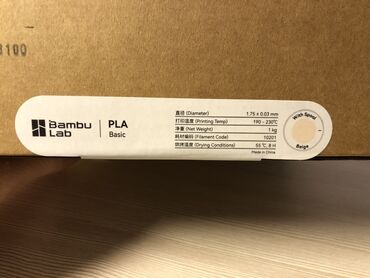 3100
Bambu
Lab
PLA
Basic
直径 (Diameter) 1.75 ± 0.03 mm
打印温度 (Printing Temp) 190 - 230℃
净重 (Net Weight) 1 kg
耗材编码 (Filament Code) 10201
烘烤温度 (Drying Conditions) 55 ℃, 8 H
Made in China
With Spool
Beige